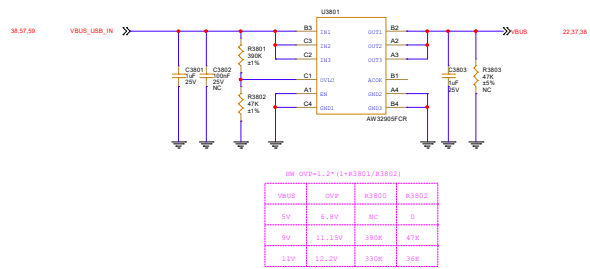 U3801
38,57,59
VBUS_USB_IN
B3
IN1
OUT1
B2
VBUS
22,37,38
C3
IN2
OUT2
A2
C2
IN3
OUT3
A3
R3801
390K
±1%
C3801
1uF
25V
C3802
100nF
25V
NC
C1
OVLO
ACOK
B1
C3803
1uF
25V
R3803
47K
±5%
NC
A1
EN
GND2
A4
R3802
47K
±1%
C4
GND1
GND3
B4
AW32905FCR
HW OVP=1.2*(1+R3801/R3802)
VBUS OVP R3800 R3802
5V 6.8V NC 0
9V 11.15V 390K 47K
11V 12.2V 330K 36K